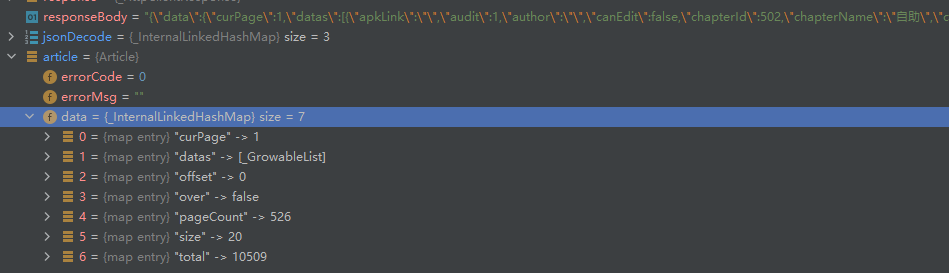 responseBody = "{\"data\":{\"curPage\":1,\"datas\":[{\"apkLink\":\"\",\"audit\":1,\"author\":\"\",\"canEdit\":false,\"chapterId\":502,\"chapterName\":\"自助\",\"c
jsonDecode = {_InternalLinkedHashMap} size = 3
article = {Article}
f errorCode = 0
f errorMsg = ""
f data = {_InternalLinkedHashMap} size = 7
0 = {map entry} "curPage" -> 1
1 = {map entry} "datas" -> [_GrowableList]
2 = {map entry} "offset" -> 0
3 = {map entry} "over" -> false
4 = {map entry} "pageCount" -> 526
5 = {map entry} "size" -> 20
6 = {map entry} "total" -> 10509